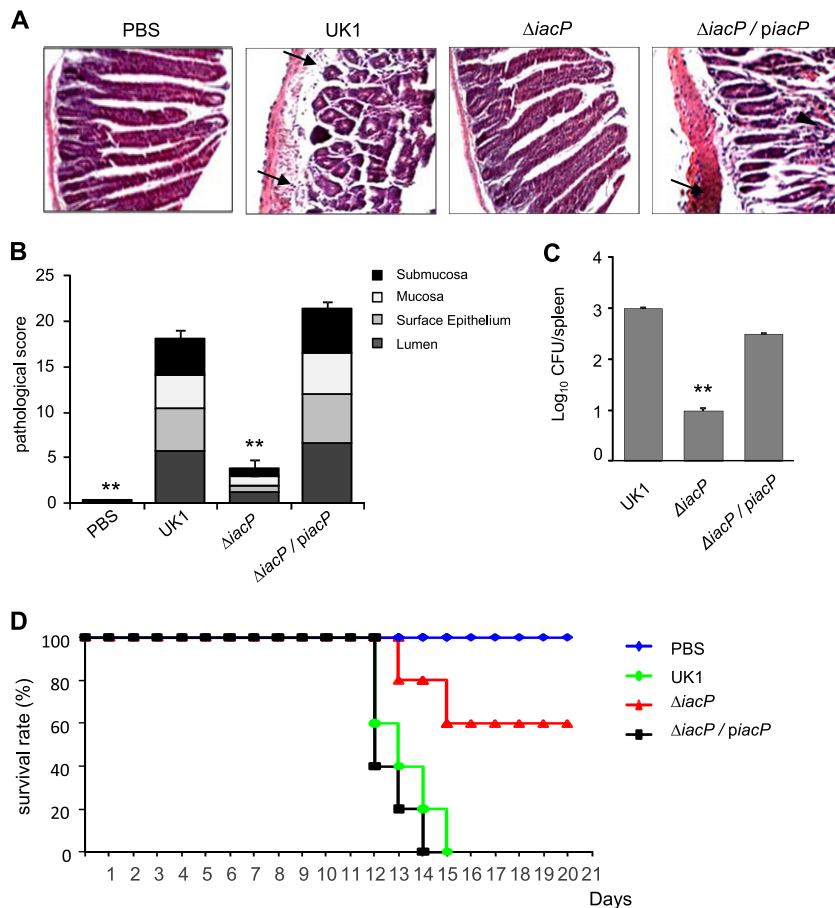 A
PBS
UK1
ΔiacP
ΔiacP / piacP
B
pathological score
25
20
15
10
5
0
**
**
PBS
UK1
ΔiacP
ΔiacP / piacP
Submucosa
Mucosa
Surface Epithelium
Lumen
C
Log10 CFU/spleen
4
3
2
1
0
**
UK1
ΔiacP
ΔiacP / piacP
D
survival rate (%)
100
80
60
40
20
0
1 2 3 4 5 6 7 8 9 10 11 12 13 14 15 16 17 18 19 20 21
Days
PBS
UK1
ΔiacP
ΔiacP / piacP